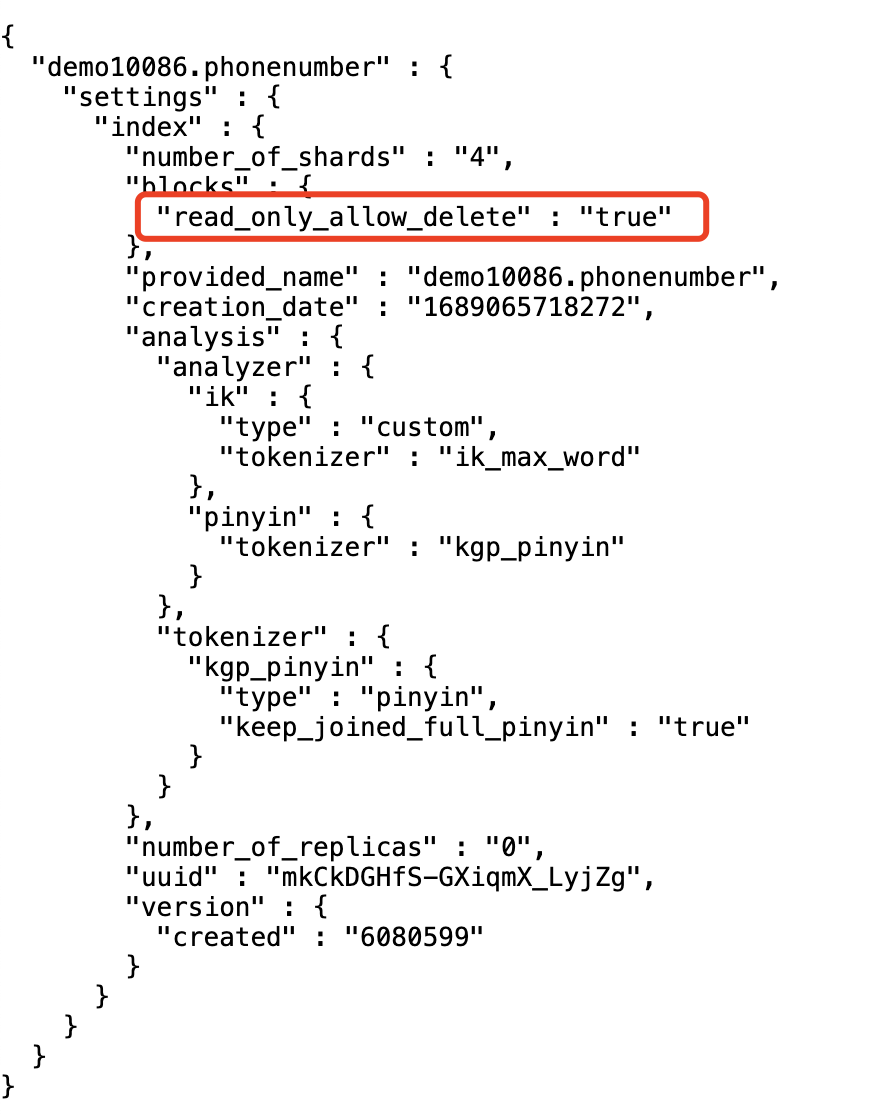 {
  "demo10086.phonenumber" : {
    "settings" : {
      "index" : {
        "number_of_shards" : "4",
        "blocks" : {
          "read_only_allow_delete" : "true"
        },
        "provided_name" : "demo10086.phonenumber",
        "creation_date" : "1689065718272",
        "analysis" : {
          "analyzer" : {
            "ik" : {
              "type" : "custom",
              "tokenizer" : "ik_max_word"
            },
            "pinyin" : {
              "tokenizer" : "kgp_pinyin"
            }
          },
          "tokenizer" : {
            "kgp_pinyin" : {
              "type" : "pinyin",
              "keep_joined_full_pinyin" : "true"
            }
          }
        },
        "number_of_replicas" : "0",
        "uuid" : "mkCkDGHfS-GXiqmX_LyjZg",
        "version" : {
          "created" : "6080599"
        }
      }
    }
  }
}